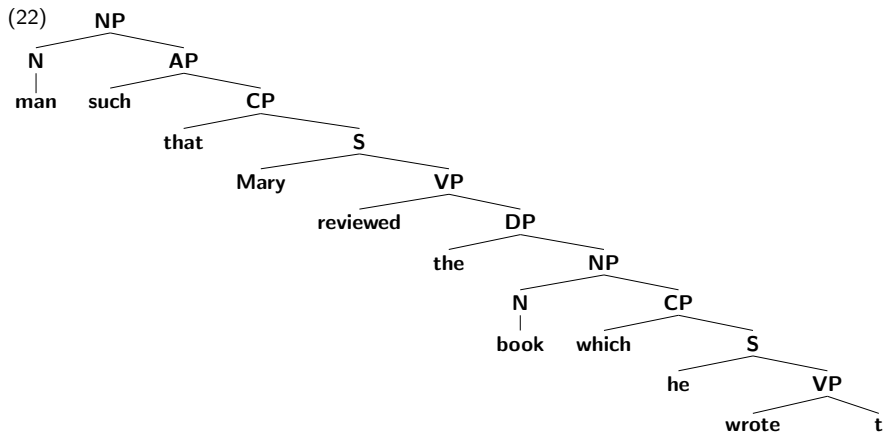 (22) NP
N AP
man such CP
that S
Mary VP
reviewed DP
the NP
N CP
book which S
he VP
wrote t